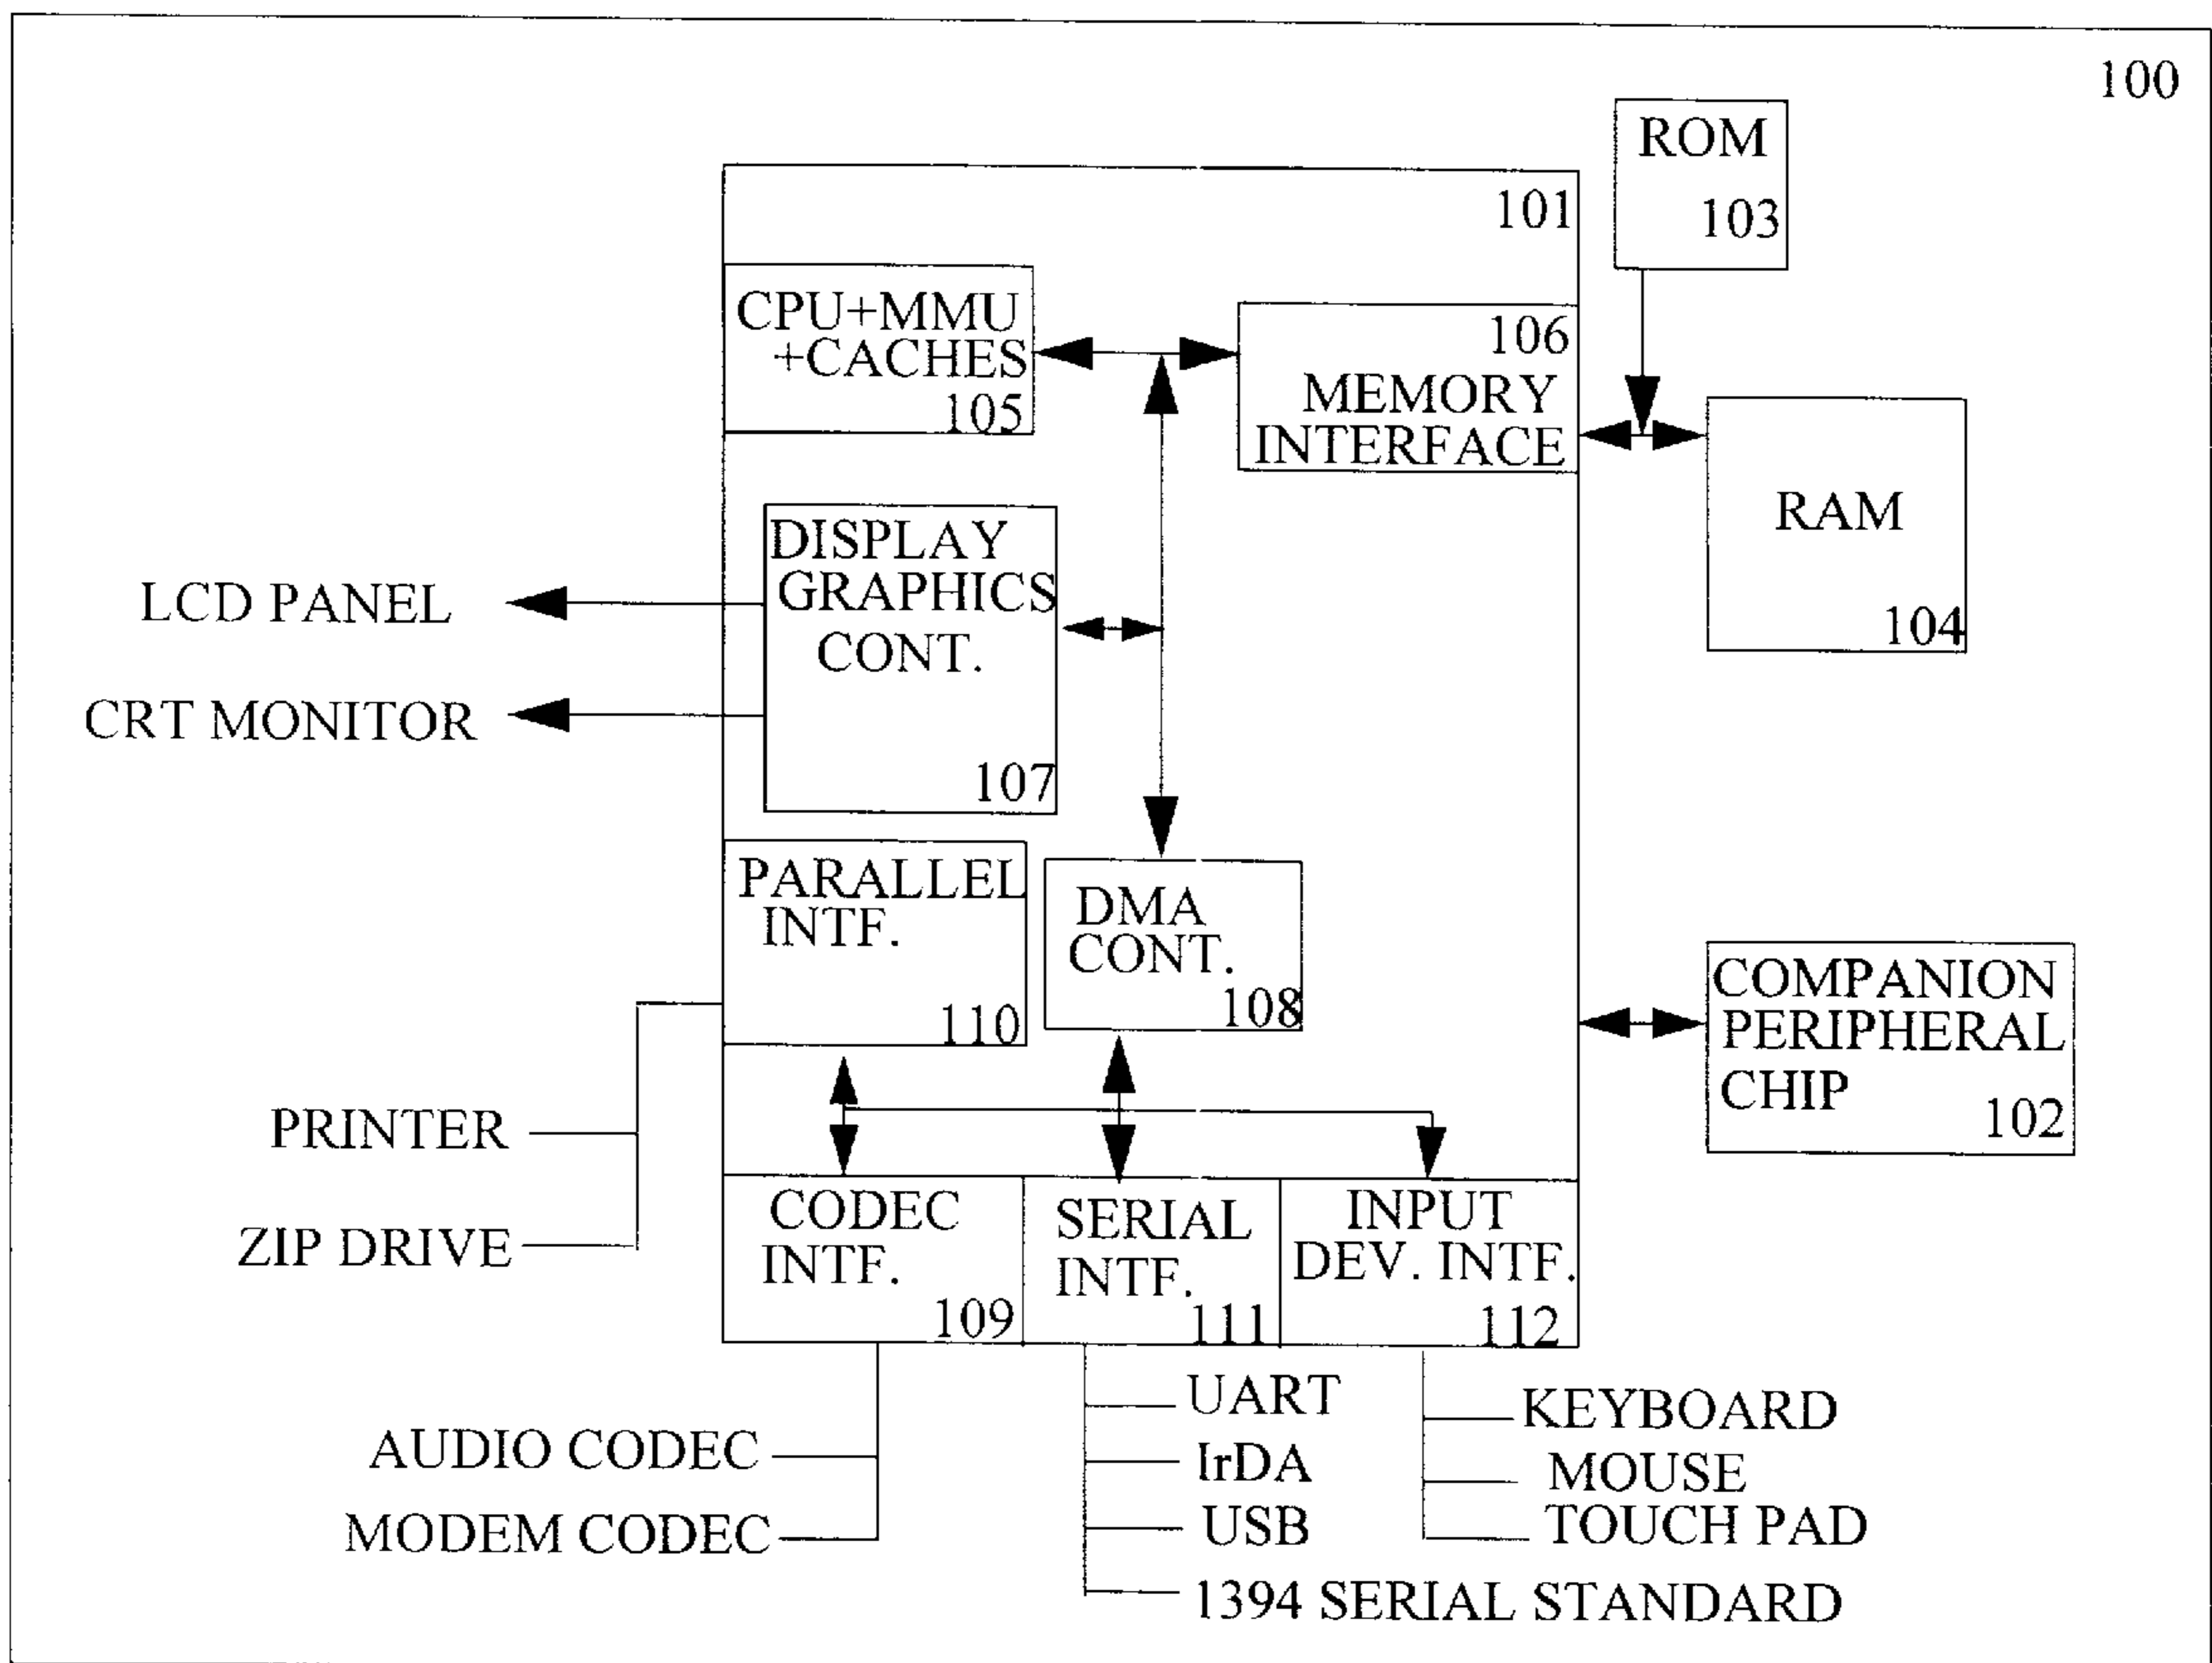 100
ROM
103
101
CPU+MMU
+CACHES
105
106
MEMORY
INTERFACE
RAM
104
DISPLAY
GRAPHICS
CONT.
107
LCD PANEL
CRT MONITOR
PARALLEL
INTF.
110
DMA
CONT.
108
COMPANION
PERIPHERAL
CHIP
102
PRINTER
ZIP DRIVE
CODEC
INTF.
109
SERIAL
INTF.
111
INPUT
DEV. INTF.
112
AUDIO CODEC
MODEM CODEC
UART
IrDA
USB
1394 SERIAL STANDARD
KEYBOARD
MOUSE
TOUCH PAD